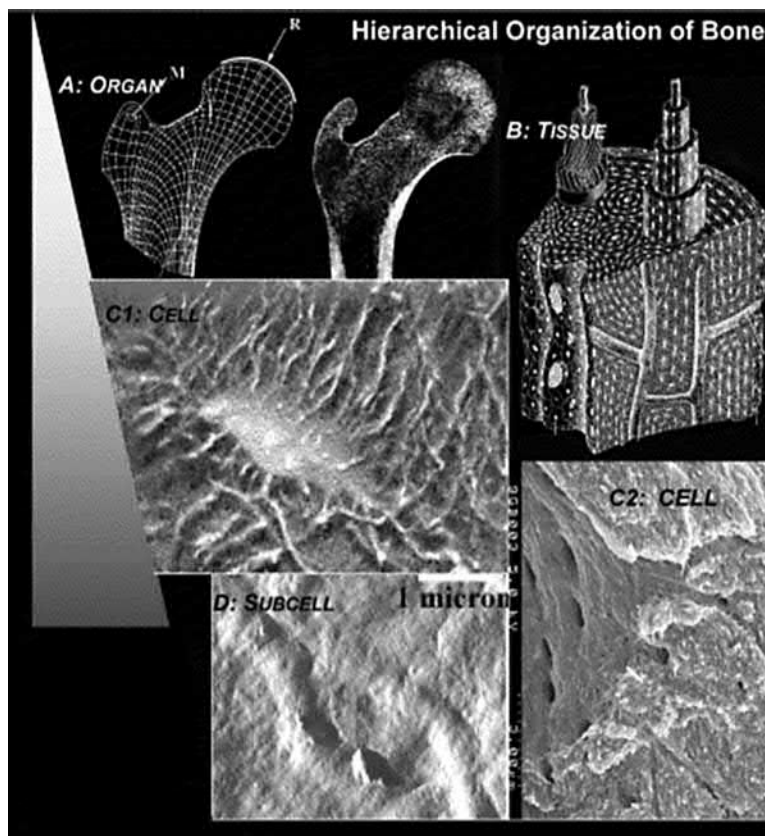 Hierarchical Organization of Bone
A: ORGAN
M
R
B: TISSUE
C1: CELL
C2: CELL
D: SUBCELL
1 micron